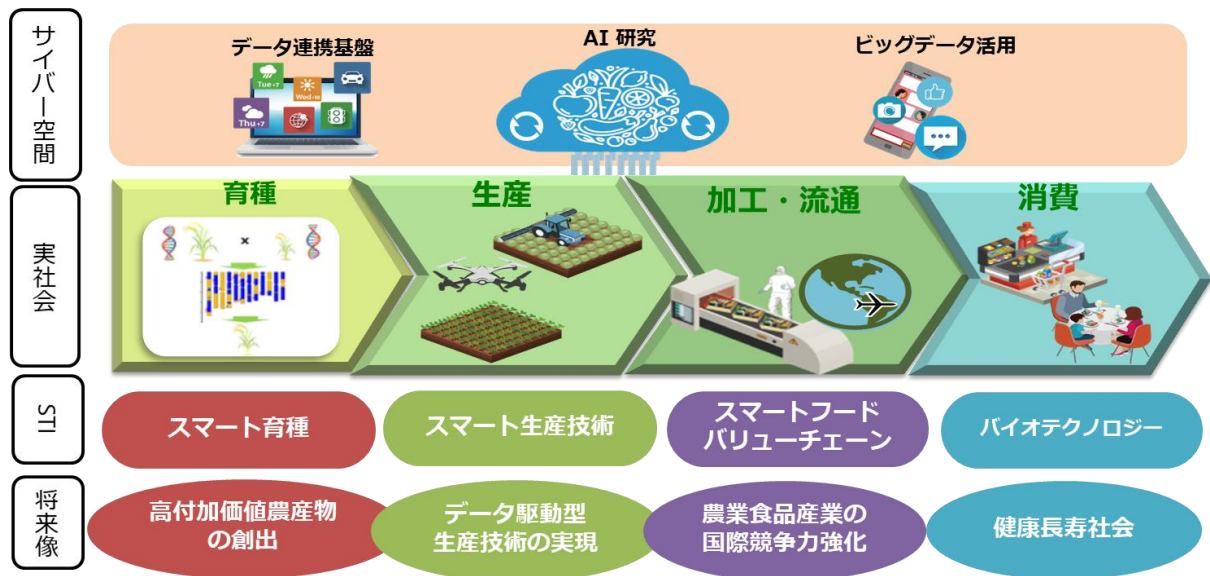 サイバー空間
データ連携基盤
AI 研究
ビッグデータ活用
Tue +7
Wed
Thu +7
実社会
育種
生産
加工・流通
消費
x
STI
スマート育種
スマート生産技術
スマートフード
バリューチェーン
バイオテクノロジー
将来像
高付加価値農産物
の創出
データ駆動型
生産技術の実現
農業食品産業の
国際競争力強化
健康長寿社会